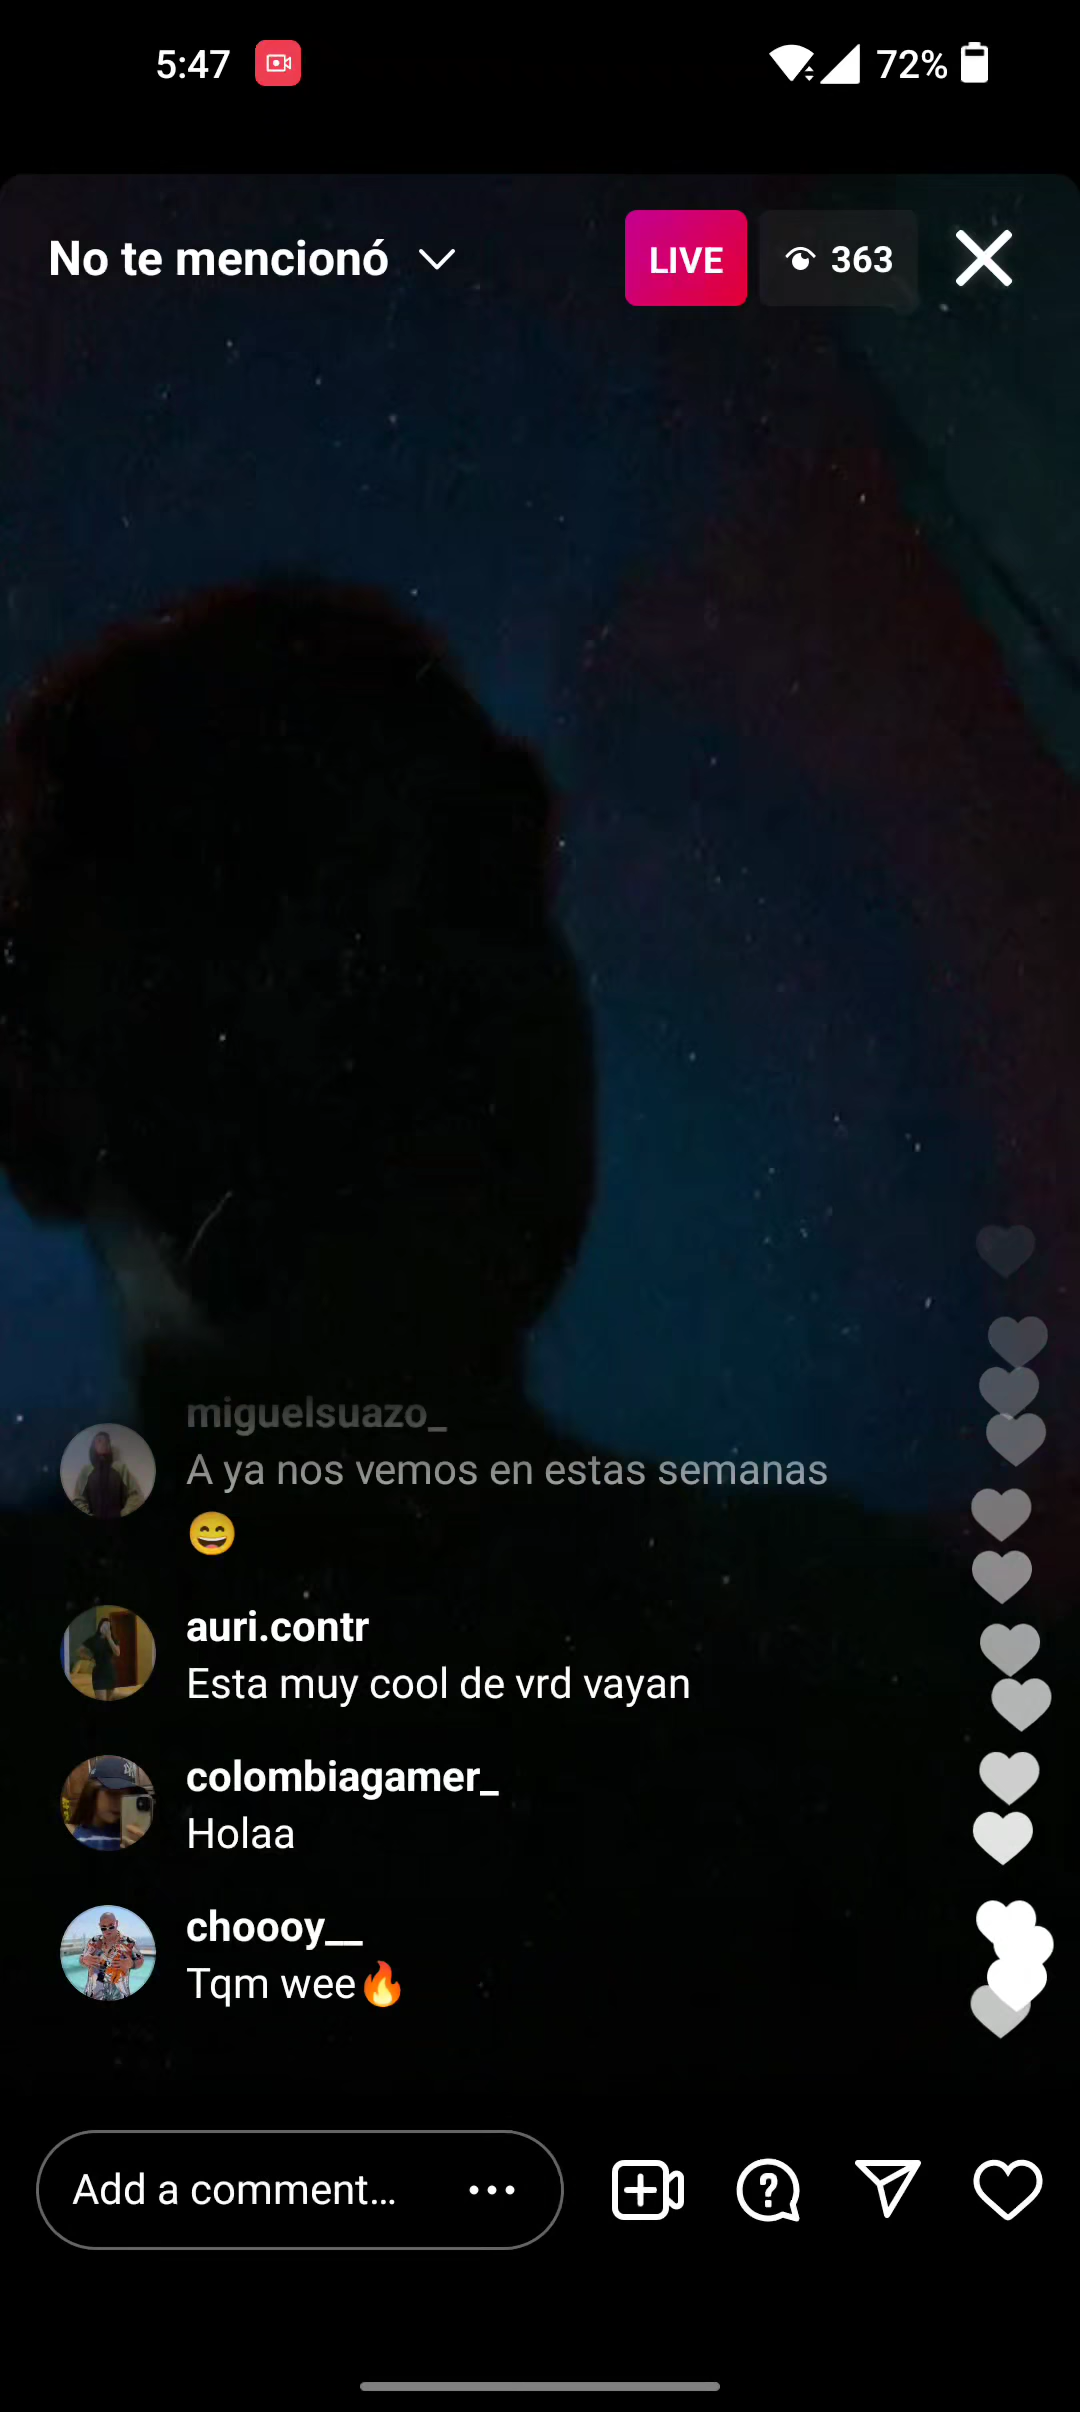 5:47
72%
No te mencionó
LIVE
363
miguelsuazo_
A ya nos vemos en estas semanas
😄
auri.contr
Esta muy cool de vrd vayan
colombiagamer_
Holaa
choooy__
Tqm wee🔥
Add a comment...